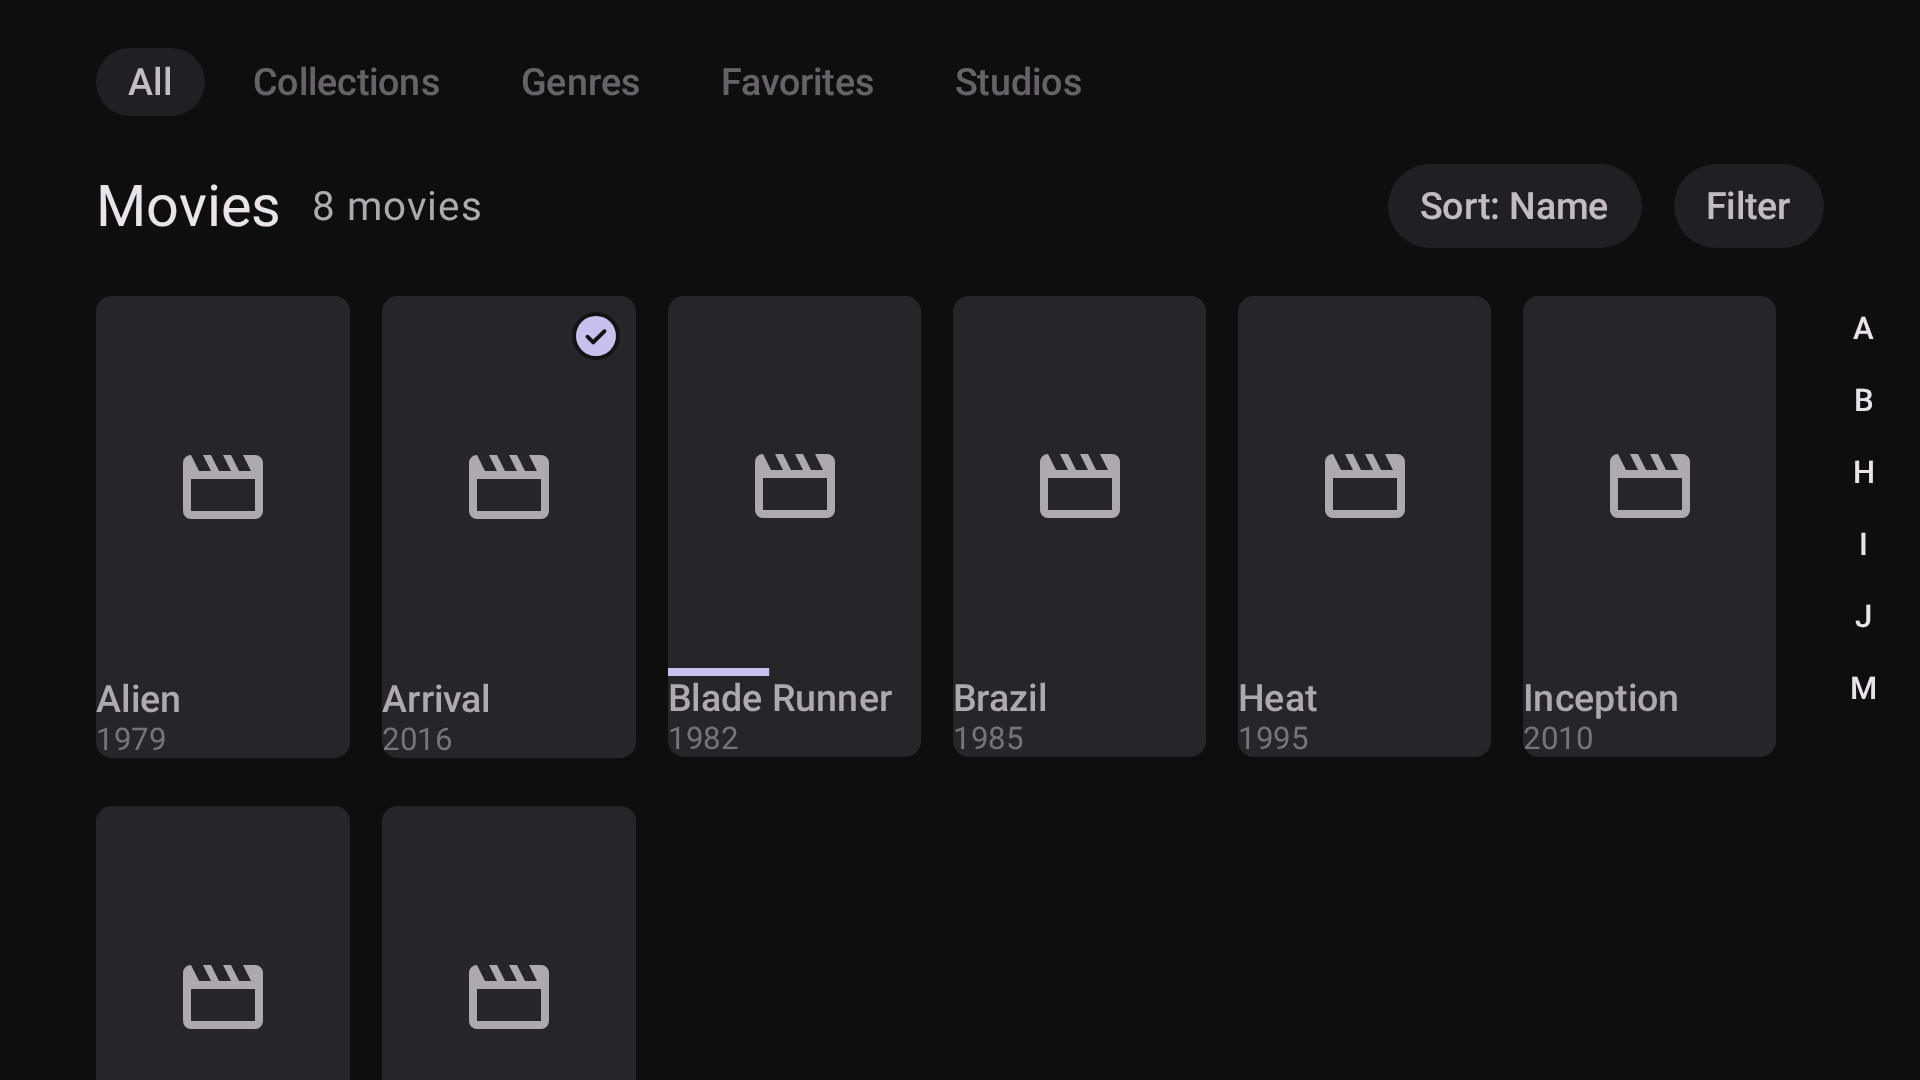 All Collections Genres Favorites Studios
Movies 8 movies Sort: Name Filter
Alien
1979
Arrival
2016
Blade Runner
1982
Brazil
1985
Heat
1995
Inception
2010
A
B
H
I
J
M